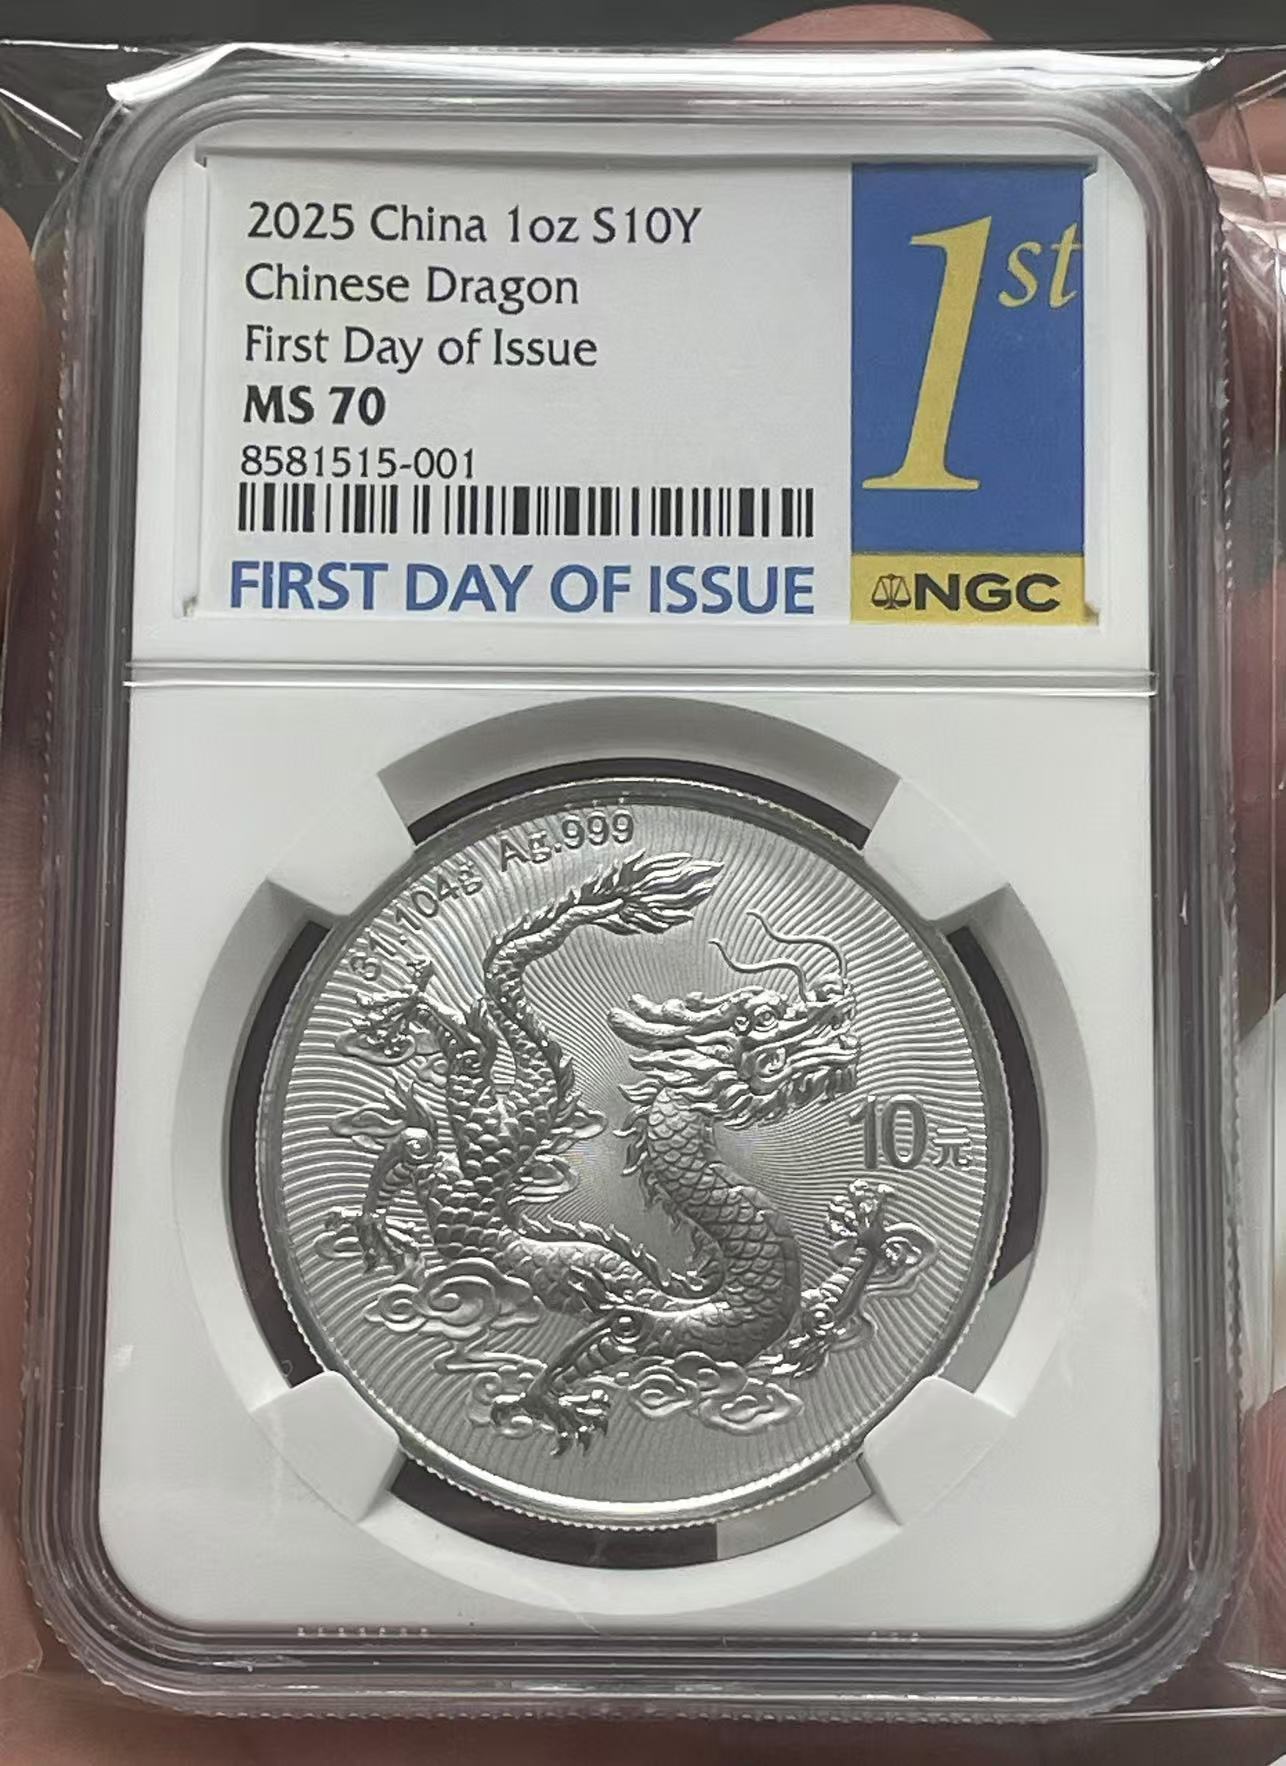 2025 China 1oz S10Y
Chinese Dragon
First Day of Issue
MS 70
8581515-001
FIRST DAY OF ISSUE
1st
NGC
31.104g Ag.999
10元